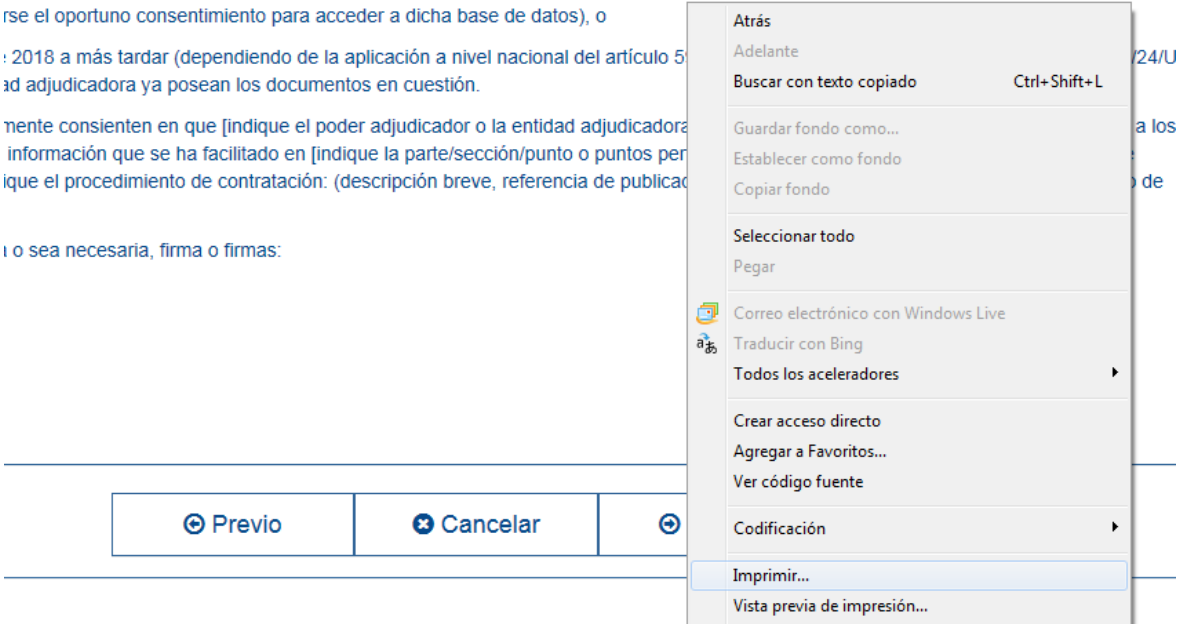 rse el oportuno consentimiento para acceder a dicha base de datos), o
2018 a más tardar (dependiendo de la aplicación a nivel nacional del artículo 5 /24/U
ad adjudicadora ya posean los documentos en cuestión.
mente consienten en que [indique el poder adjudicador o la entidad adjudicadora a los
información que se ha facilitado en [indique la parte/sección/punto o puntos per
ique el procedimiento de contratación: (descripción breve, referencia de publicac de
o sea necesaria, firma o firmas:
Previo
Cancelar
Atrás
Adelante
Buscar con texto copiado Ctrl+Shift+L
Guardar fondo como...
Establecer como fondo
Copiar fondo
Seleccionar todo
Pegar
Correo electrónico con Windows Live
Traducir con Bing
Todos los aceleradores
Crear acceso directo
Agregar a Favoritos...
Ver código fuente
Codificación
Imprimir...
Vista previa de impresión...